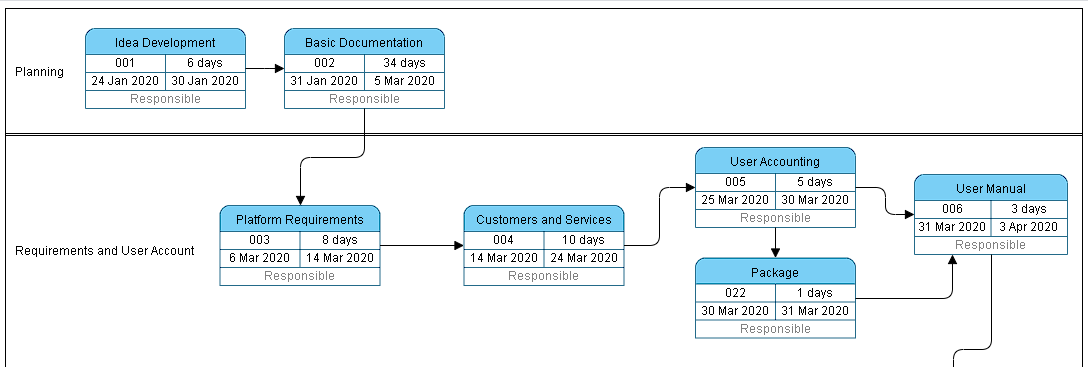 Planning
Idea Development
001 6 days
24 Jan 2020 30 Jan 2020
Responsible
Basic Documentation
002 34 days
31 Jan 2020 5 Mar 2020
Responsible
Requirements and User Account
Platform Requirements
003 8 days
6 Mar 2020 14 Mar 2020
Responsible
Customers and Services
004 10 days
14 Mar 2020 24 Mar 2020
Responsible
User Accounting
005 5 days
25 Mar 2020 30 Mar 2020
Responsible
Package
022 1 days
30 Mar 2020 31 Mar 2020
Responsible
User Manual
006 3 days
31 Mar 2020 3 Apr 2020
Responsible